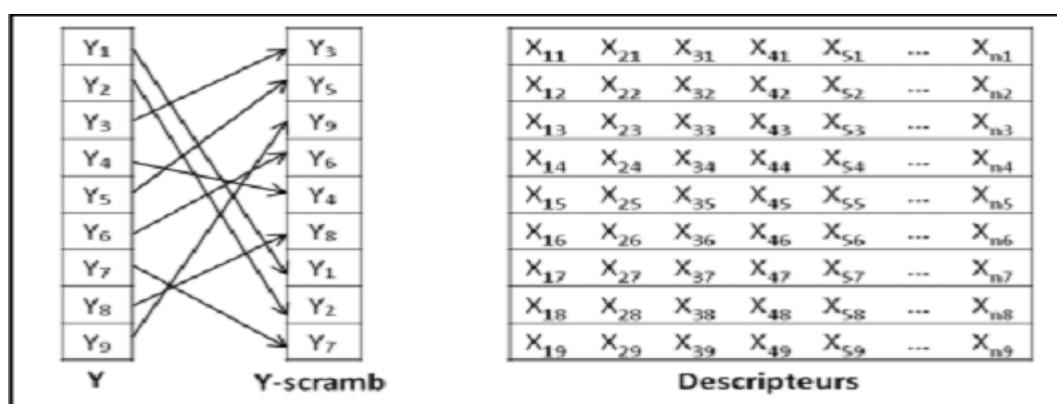 Y₁ Y₃ X₁₁ X₂₁ X₃₁ X₄₁ X₅₁ ... Xₙ₁
Y₂ Y₅ X₁₂ X₂₂ X₃₂ X₄₂ X₅₂ ... Xₙ₂
Y₃ Y₉ X₁₃ X₂₃ X₃₃ X₄₃ X₅₃ ... Xₙ₃
Y₄ Y₆ X₁₄ X₂₄ X₃₄ X₄₄ X₅₄ ... Xₙ₄
Y₅ Y₄ X₁₅ X₂₅ X₃₅ X₄₅ X₅₅ ... Xₙ₅
Y₆ Y₈ X₁₆ X₂₆ X₃₆ X₄₆ X₅₆ ... Xₙ₆
Y₇ Y₁ X₁₇ X₂₇ X₃₇ X₄₇ X₅₇ ... Xₙ₇
Y₈ Y₂ X₁₈ X₂₈ X₃₈ X₄₈ X₅₈ ... Xₙ₈
Y₉ Y₇ X₁₉ X₂₉ X₃₉ X₄₉ X₅₉ ... Xₙ₉
Y Y-scramb Descripteurs